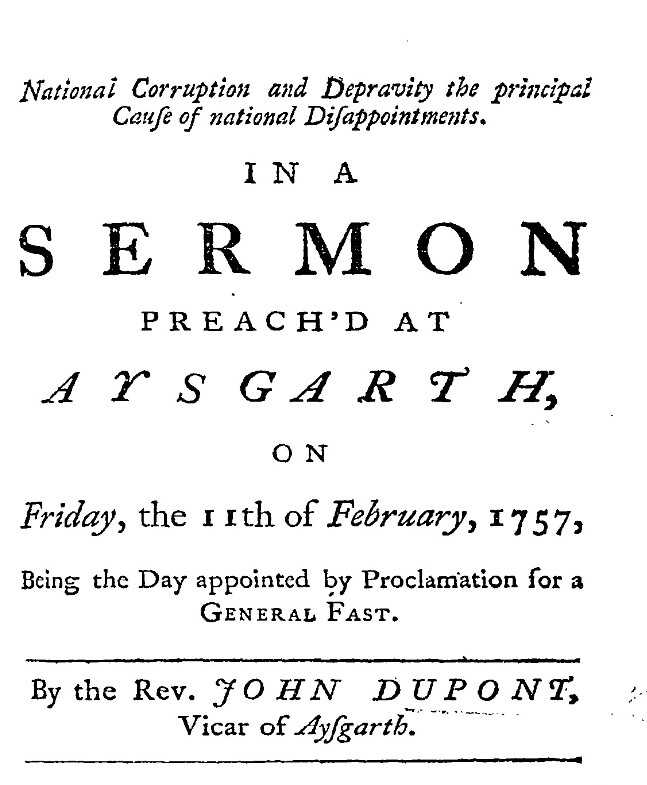 National Corruption and Depravity the principal
Cauſe of national Diſappointments.
IN A
SERMON
PREACH'D AT
AYSGARTH,
ON
Friday, the 11th of February, 1757,
Being the Day appointed by Proclamation for a
GENERAL FAST.
By the Rev. JOHN DUPONT,
Vicar of Ayſgarth.